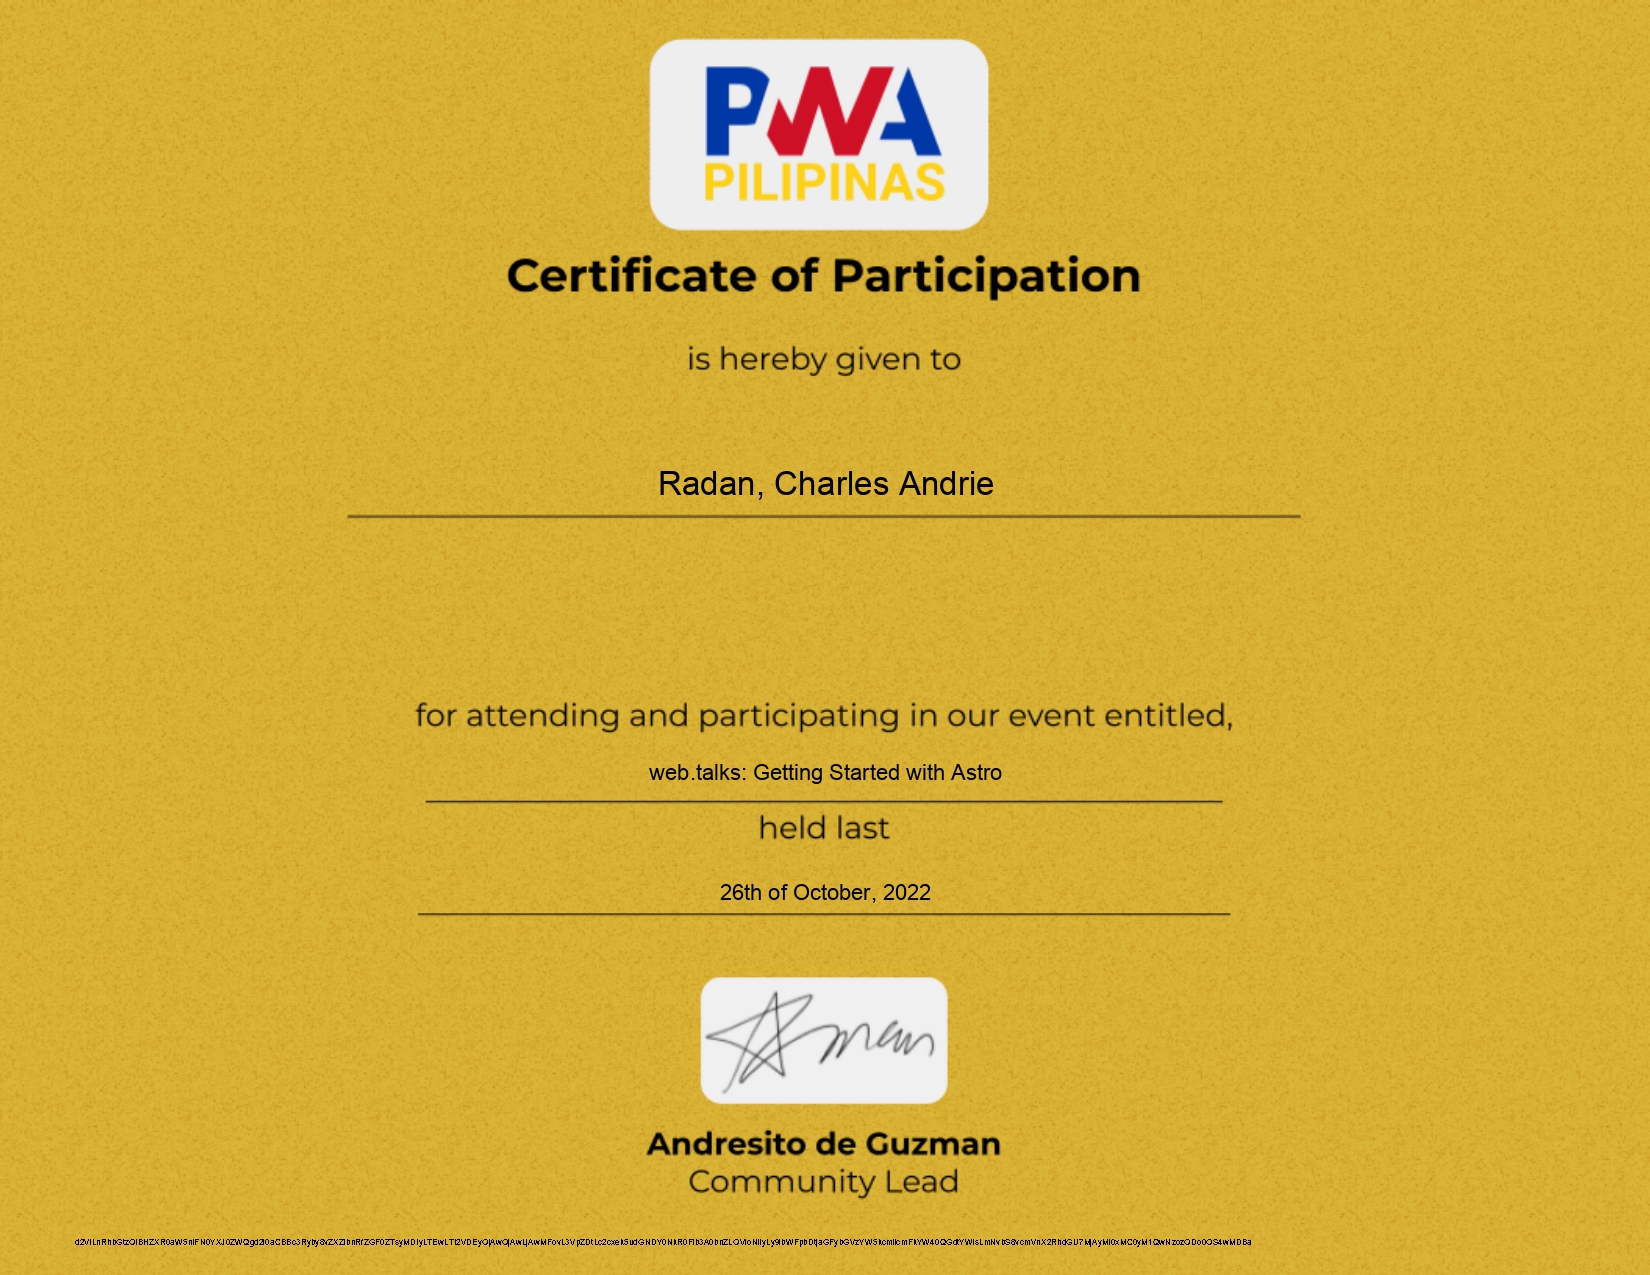 PWA
PILIPINAS
Certificate of Participation
is hereby given to
Radan, Charles Andrie
for attending and participating in our event entitled,
web.talks: Getting Started with Astro
held last
26th of October, 2022
Andresito de Guzman
Community Lead